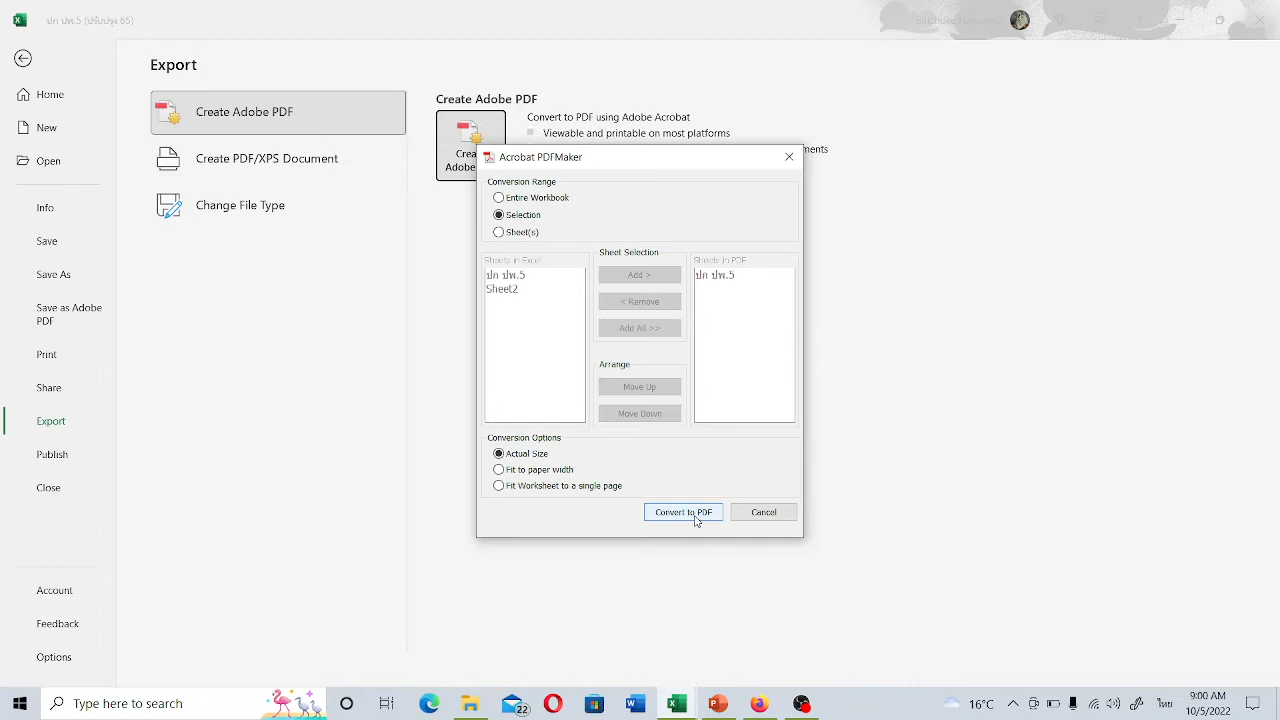 ปก ปพ.5 (ปรับปรุง 65)
Export
Home
New
Open
Info
Save
Save As
Save as Adobe
PDF
Print
Share
Export
Publish
Close
Account
Feedback
Options
Create Adobe PDF
Create PDF/XPS Document
Change File Type
Create Adobe PDF
Convert to PDF using Adobe Acrobat
Viewable and printable on most platforms
Acrobat PDFMaker
Conversion Range
Entire Workbook
Selection
Sheet(s)
Sheets in Excel
ปก ปพ.5
Sheet2
Sheet Selection
Add >
< Remove
Add All >>
Arrange
Move Up
Move Down
Sheets in PDF
ปก ปพ.5
Conversion Options
Actual Size
Fit to paper width
Fit Worksheet to a single page
Convert to PDF
Cancel
Type here to search
22
16°C
ไทย
9:00 AM
10/5/2022